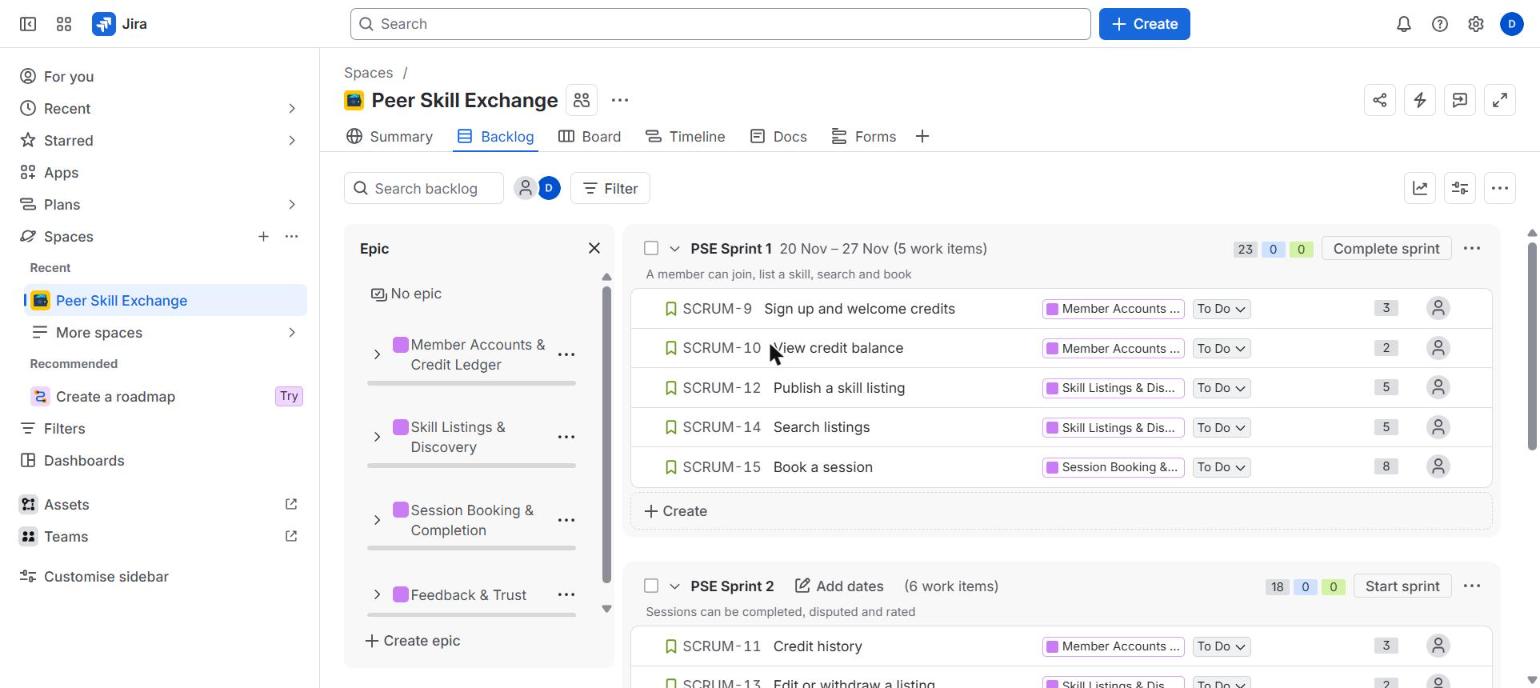 Jira
Search
Create
D
For you
Recent
Starred
Apps
Plans
Spaces
Recent
Peer Skill Exchange
More spaces
Recommended
Create a roadmap Try
Filters
Dashboards
Assets
Teams
Customise sidebar
Spaces /
Peer Skill Exchange
Summary Backlog Board Timeline Docs Forms
Search backlog D Filter
Epic
No epic
Member Accounts &
Credit Ledger
Skill Listings &
Discovery
Session Booking &
Completion
Feedback & Trust
Create epic
PSE Sprint 1 20 Nov – 27 Nov (5 work items) 23 0 0 Complete sprint
A member can join, list a skill, search and book
SCRUM-9 Sign up and welcome credits Member Accounts ... To Do 3
SCRUM-10 View credit balance Member Accounts ... To Do 2
SCRUM-12 Publish a skill listing Skill Listings & Dis... To Do 5
SCRUM-14 Search listings Skill Listings & Dis... To Do 5
SCRUM-15 Book a session Session Booking &... To Do 8
Create
PSE Sprint 2 Add dates (6 work items) 18 0 0 Start sprint
Sessions can be completed, disputed and rated
SCRUM-11 Credit history Member Accounts ... To Do 3
SCRUM-13 Edit or withdraw a listing Skill Listings & Dis... To Do 2